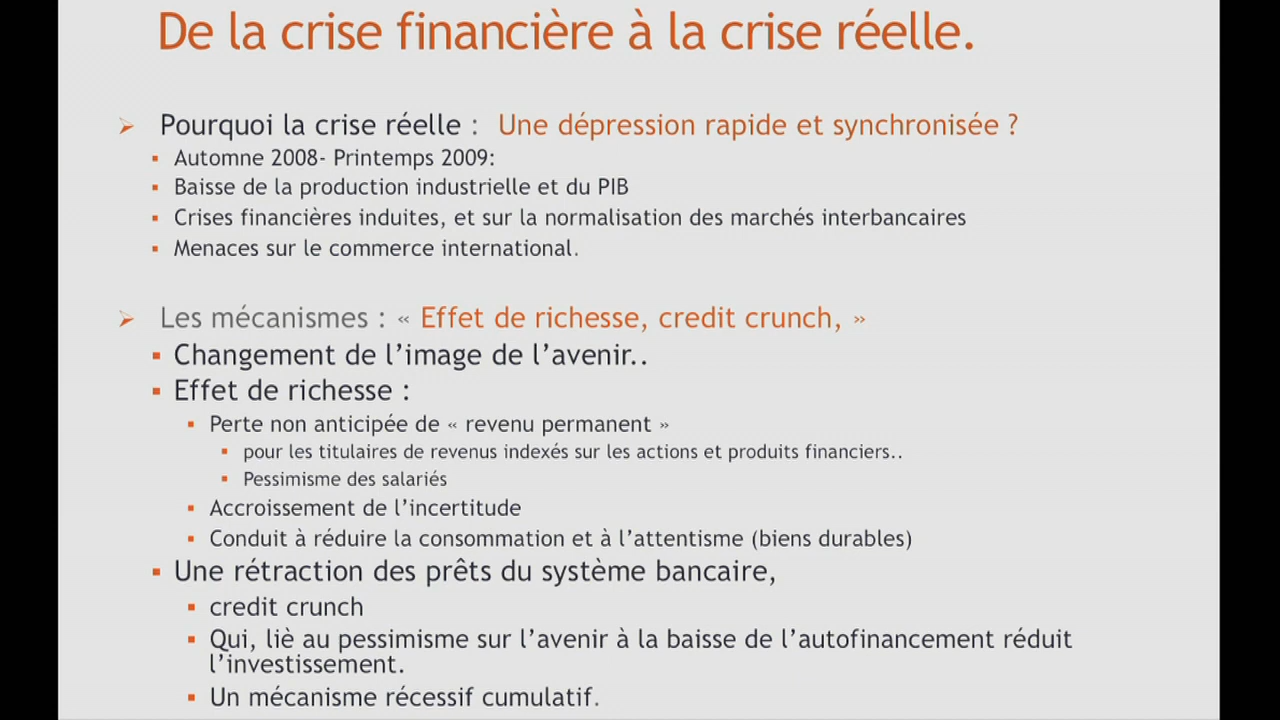 De la crise financière à la crise réelle.
Pourquoi la crise réelle : Une dépression rapide et synchronisée ?
Automne 2008- Printemps 2009:
Baisse de la production industrielle et du PIB
Crises financières induites, et sur la normalisation des marchés interbancaires
Menaces sur le commerce international.
Les mécanismes : « Effet de richesse, credit crunch, »
Changement de l’image de l’avenir..
Effet de richesse :
Perte non anticipée de « revenu permanent »
pour les titulaires de revenus indexés sur les actions et produits financiers..
Pessimisme des salariés
Accroissement de l’incertitude
Conduit à réduire la consommation et à l’attentisme (biens durables)
Une rétraction des prêts du système bancaire,
credit crunch
Qui, liè au pessimisme sur l’avenir à la baisse de l’autofinancement réduit
l’investissement.
Un mécanisme récessif cumulatif.